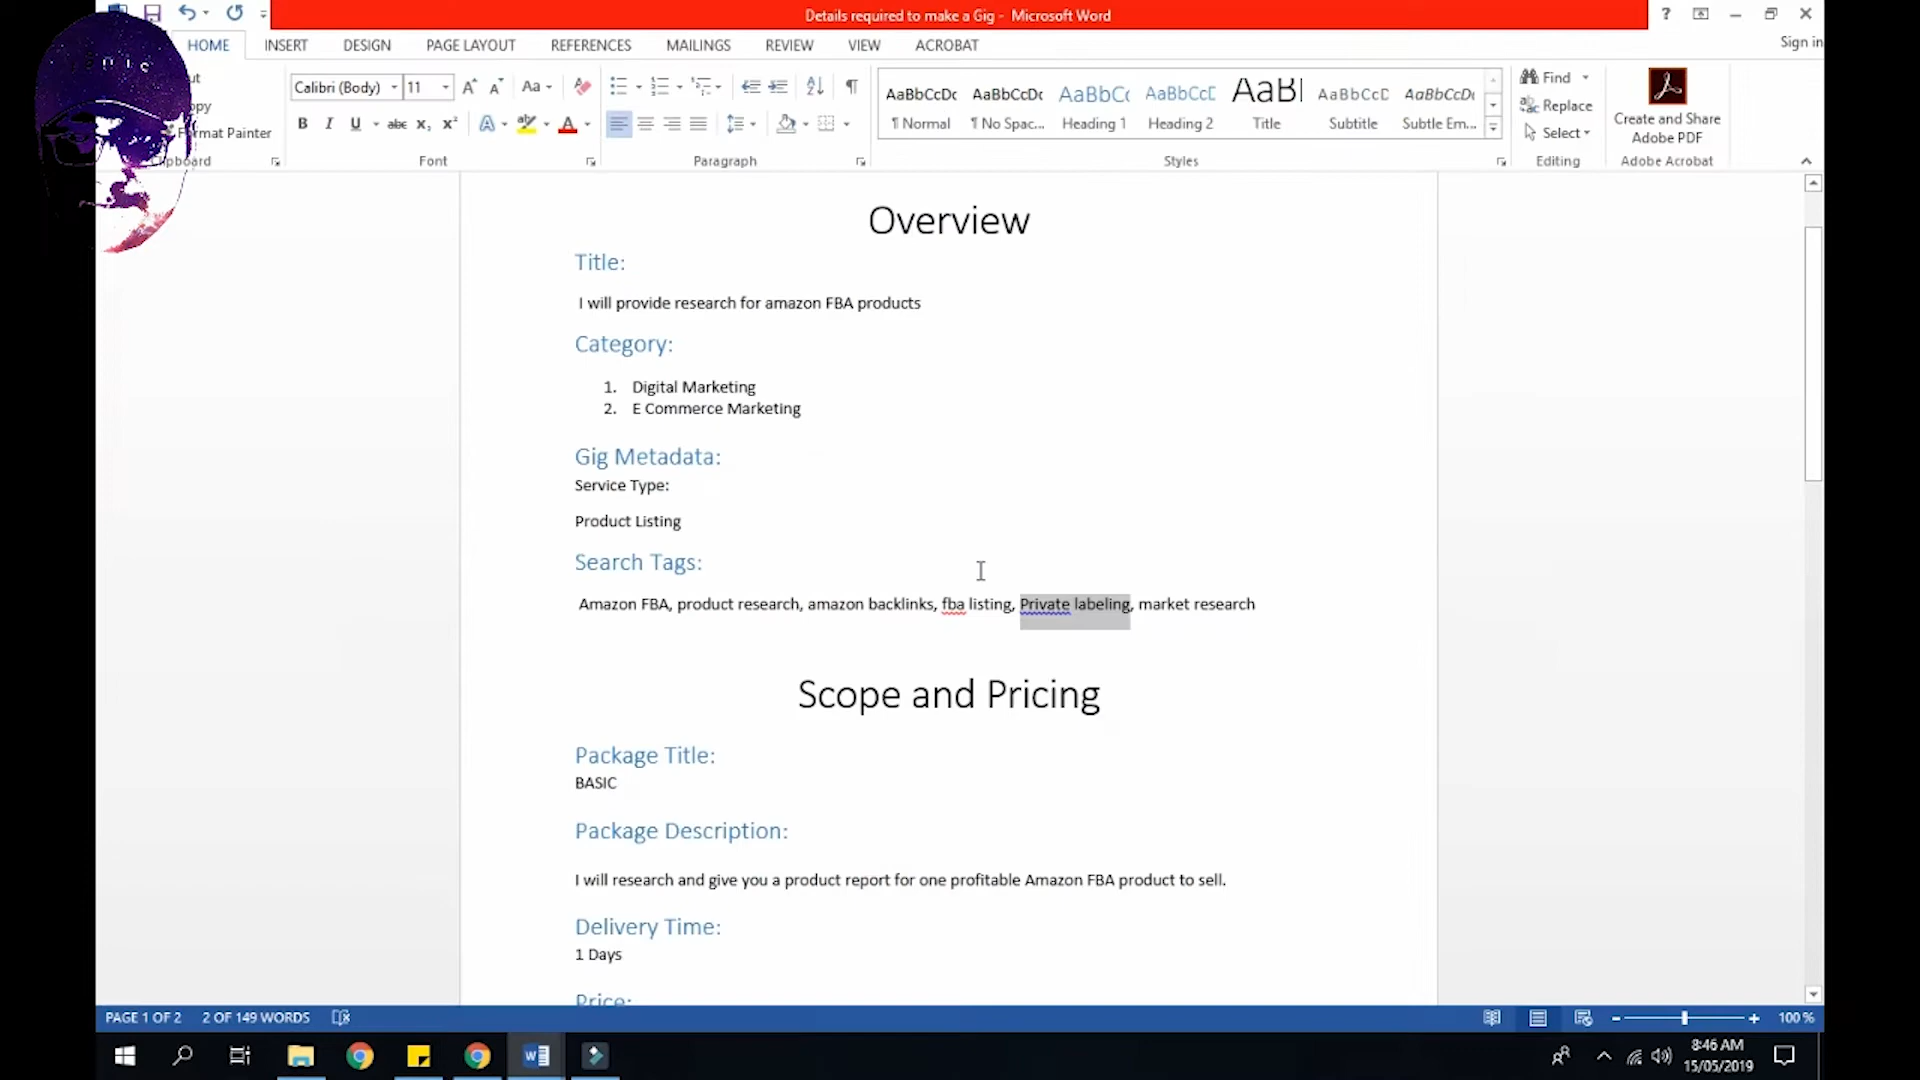 Details required to make a Gig - Microsoft Word
HOME INSERT DESIGN PAGE LAYOUT REFERENCES MAILINGS REVIEW VIEW ACROBAT
Sign in
Format Painter
Calibri (Body) 11
Font
Paragraph
AaBbCcDc AaBbCcDc AaBbCc AaBbCcD AaBl AaBbCcD AaBbCcDc
¶ Normal ¶ No Spac... Heading 1 Heading 2 Title Subtitle Subtle Em...
Styles
Find
Replace
Select
Editing
Create and Share
Adobe PDF
Adobe Acrobat
Overview
Title:
I will provide research for amazon FBA products
Category:
1. Digital Marketing
2. E Commerce Marketing
Gig Metadata:
Service Type:
Product Listing
Search Tags:
Amazon FBA, product research, amazon backlinks, fba listing, Private labeling, market research
Scope and Pricing
Package Title:
BASIC
Package Description:
I will research and give you a product report for one profitable Amazon FBA product to sell.
Delivery Time:
1 Days
Price:
PAGE 1 OF 2 2 OF 149 WORDS
100 %
8:46 AM
15/05/2019